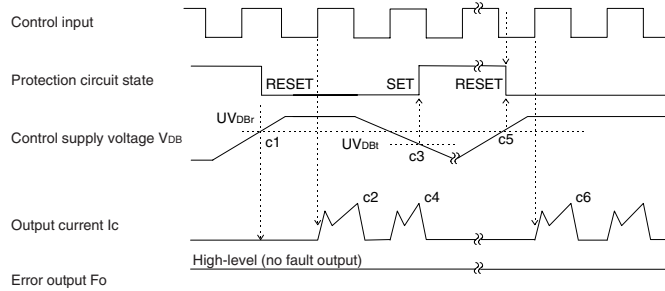 Control input
Protection circuit state
RESET
SET
RESET
UVDBr
Control supply voltage VDB
c1
UVDBt
c3
c5
c2
c4
c6
Output current Ic
High-level (no fault output)
Error output Fo